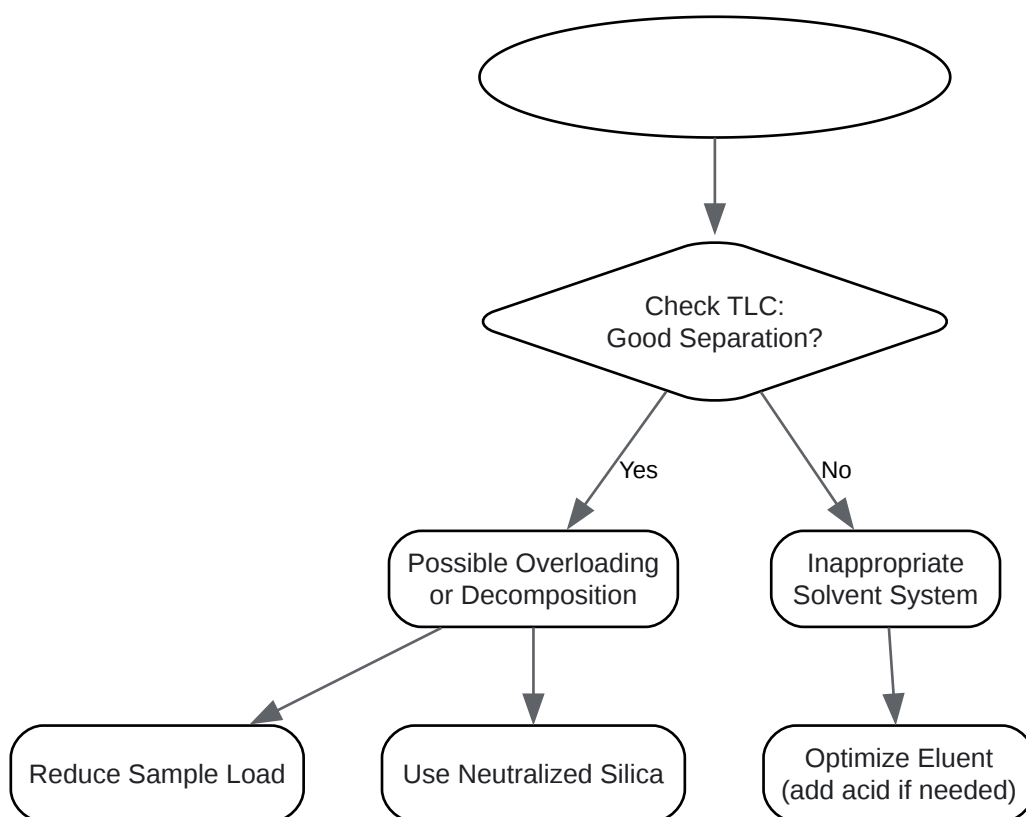 Check TLC:
Good Separation?
Yes
No
Possible Overloading
or Decomposition
Inappropriate
Solvent System
Reduce Sample Load
Use Neutralized Silica
Optimize Eluent
(add acid if needed)